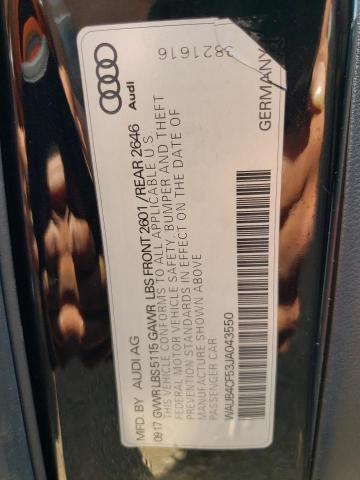 Audi
3821616
MFD BY AUDI AG
0917 GVWR LBS 5115 GAWR LBS FRONT 2601 / REAR 2646
THIS VEHICLE CONFORMS TO ALL APPLICABLE U S
FEDERAL MOTOR VEHICLE SAFETY, BUMPER AND THEFT
PREVENTION STANDARDS IN EFFECT ON THE DATE OF
MANUFACTURE SHOWN ABOVE
PASSENGER CAR
WAUB4CF53JA043550
GERMANY